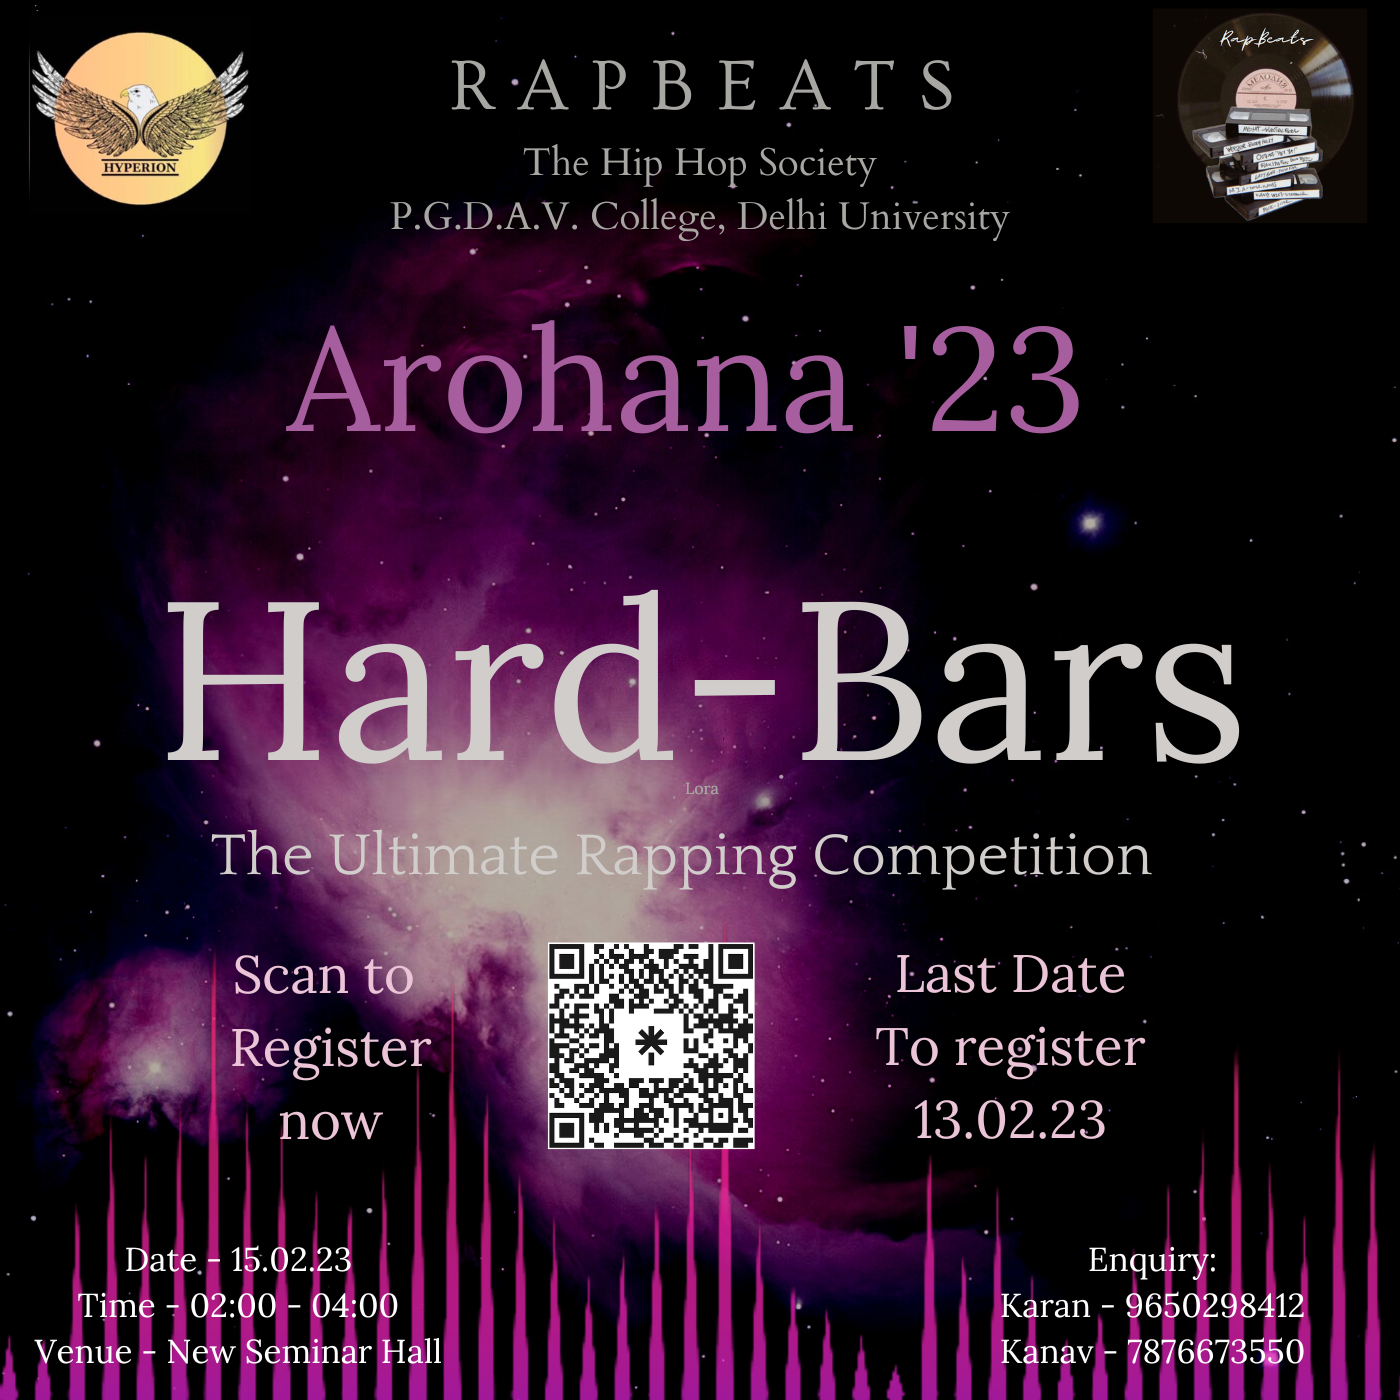 HYPERION
RAPBEATS
The Hip Hop Society
P.G.D.A.V. College, Delhi University
RapBeats
МЕЛОДИЯ
Arohana '23
Hard-Bars
Lora
The Ultimate Rapping Competition
Scan to
Register
now
Last Date
To register
13.02.23
Date - 15.02.23
Time - 02:00 - 04:00
Venue - New Seminar Hall
Enquiry:
Karan - 9650298412
Kanav - 7876673550